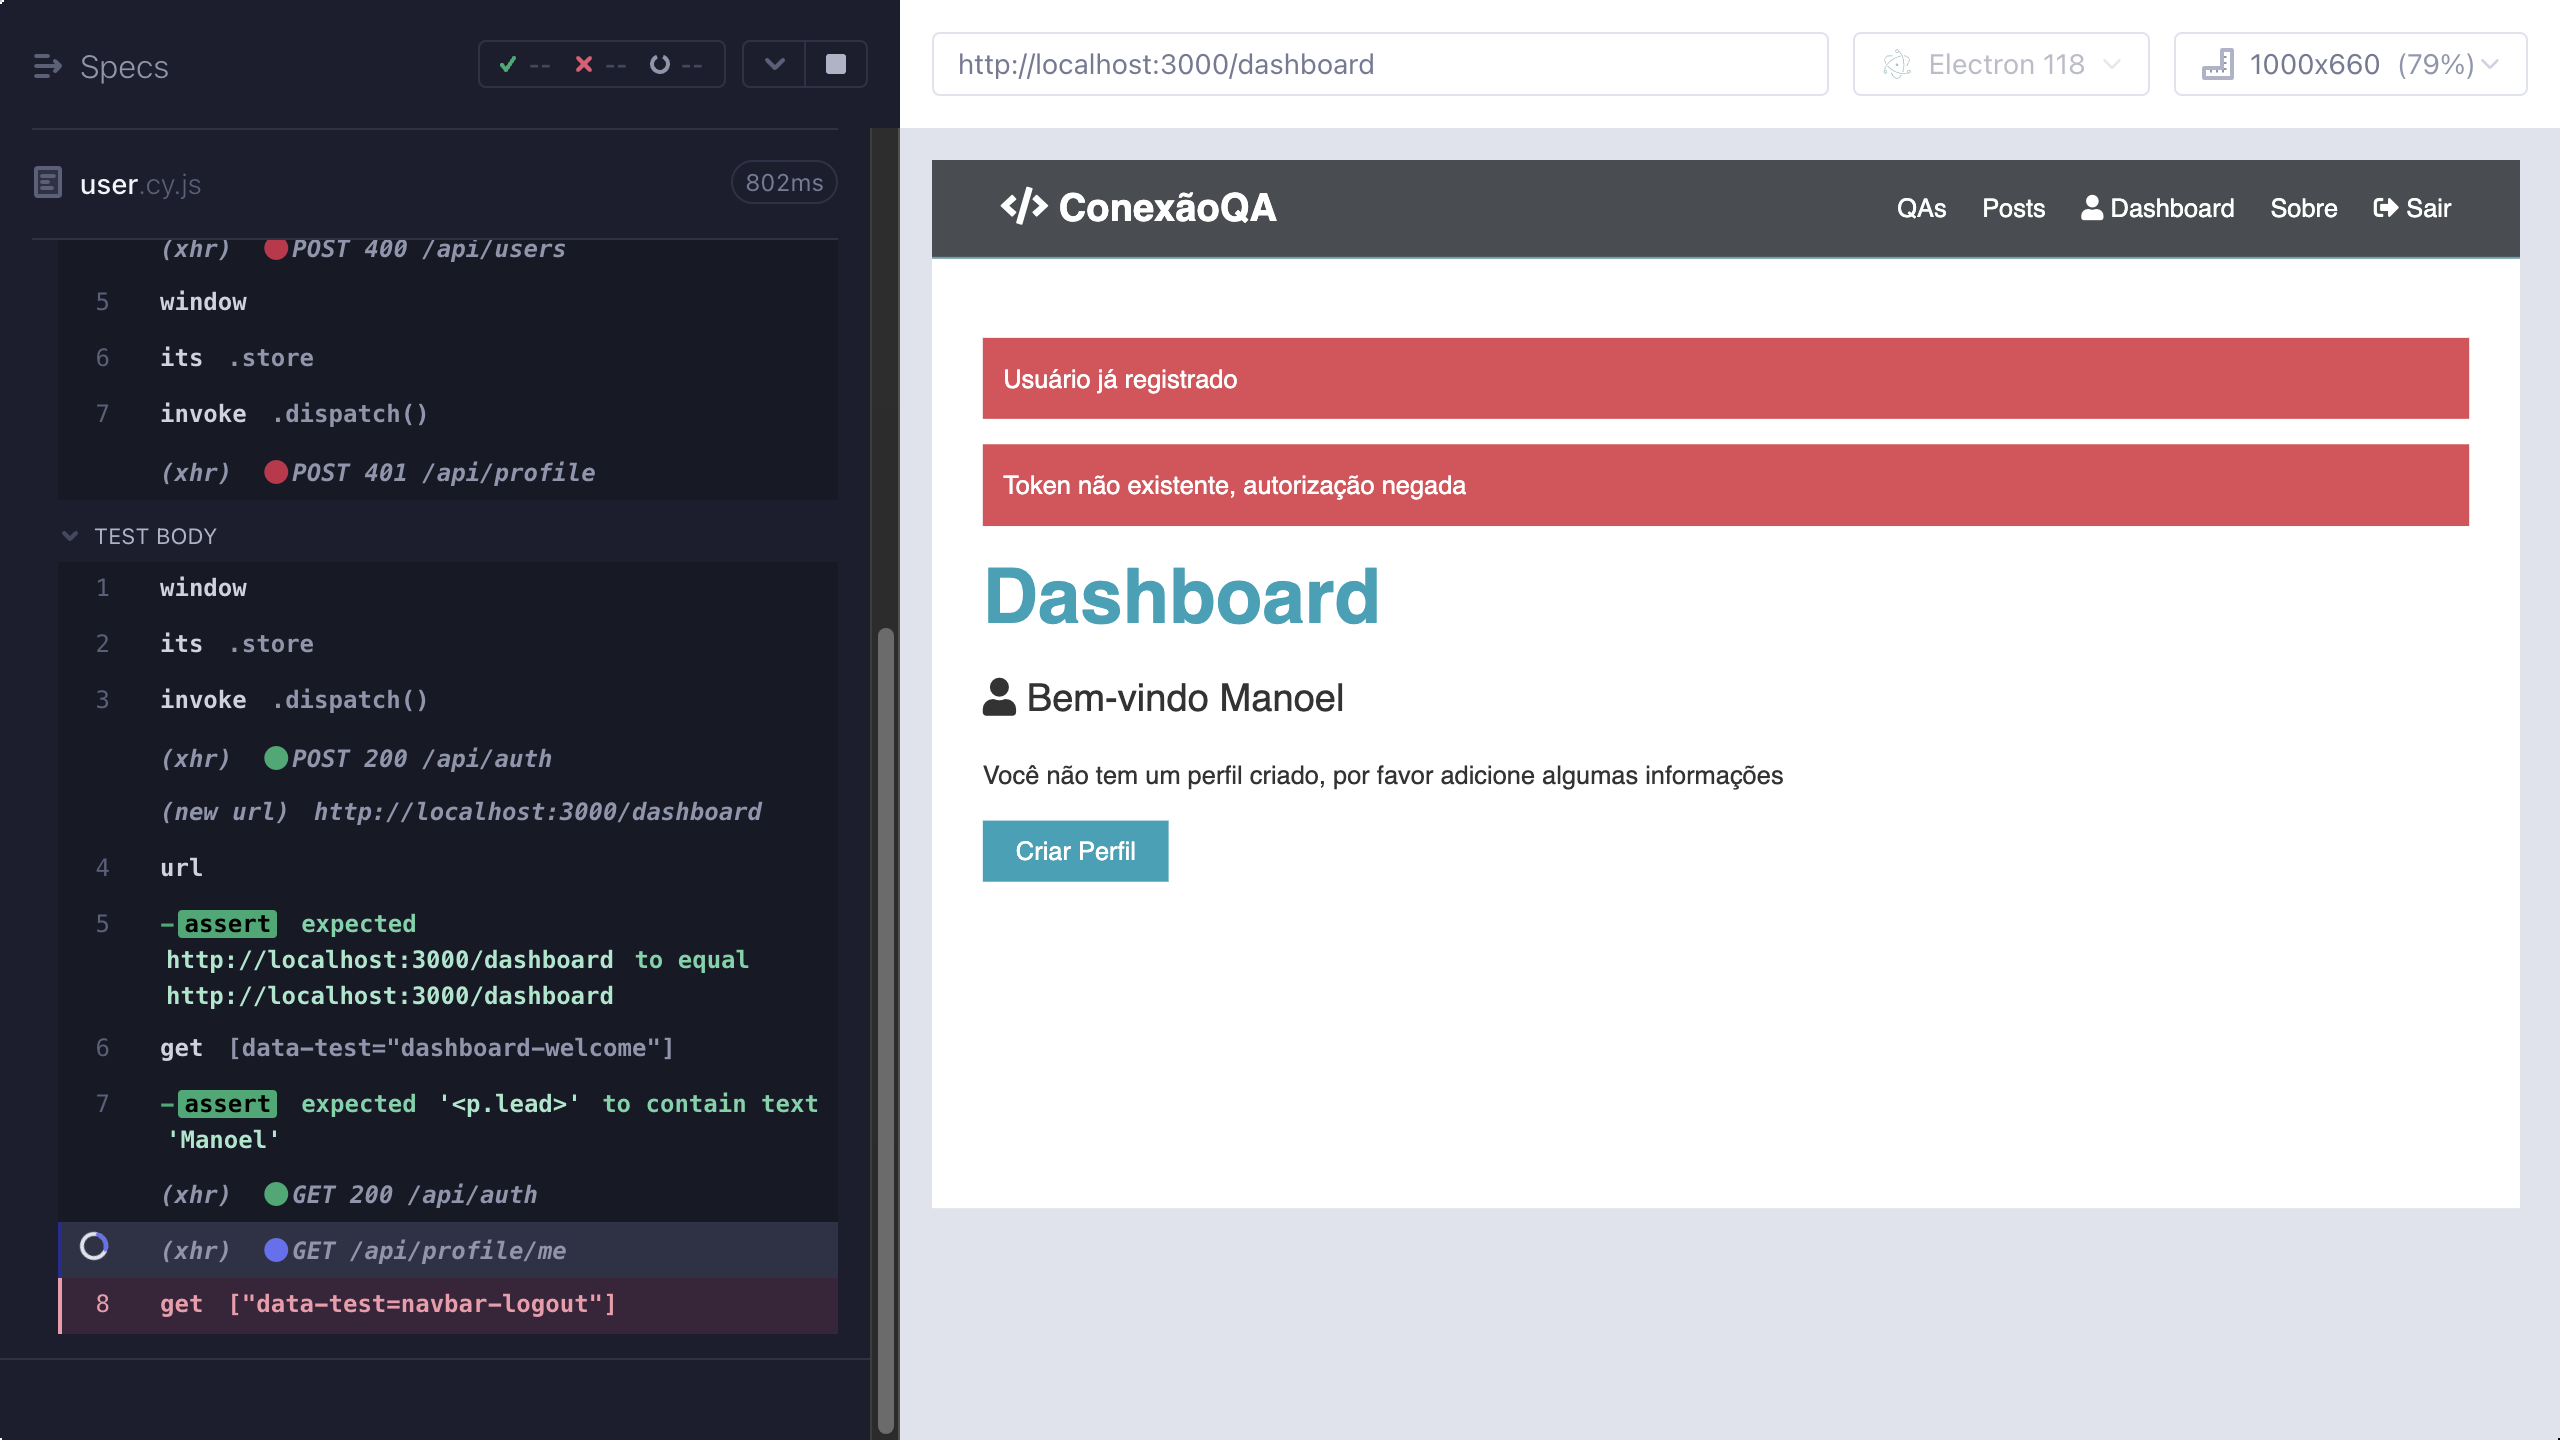 Specs
-- -- --
user.cy.js
802ms
(xhr) POST 400 /api/users
5 window
6 its .store
7 invoke .dispatch()
(xhr) POST 401 /api/profile
TEST BODY
1 window
2 its .store
3 invoke .dispatch()
(xhr) POST 200 /api/auth
(new url) http://localhost:3000/dashboard
4 url
5 -assert expected
http://localhost:3000/dashboard to equal
http://localhost:3000/dashboard
6 get [data-test="dashboard-welcome"]
7 -assert expected '<p.lead>' to contain text
'Manoel'
(xhr) GET 200 /api/auth
(xhr) GET /api/profile/me
8 get ["data-test=navbar-logout"]
http://localhost:3000/dashboard
Electron 118
1000x660 (79%)
</> ConexãoQA
QAs Posts Dashboard Sobre Sair
Usuário já registrado
Token não existente, autorização negada
Dashboard
Bem-vindo Manoel
Você não tem um perfil criado, por favor adicione algumas informações
Criar Perfil